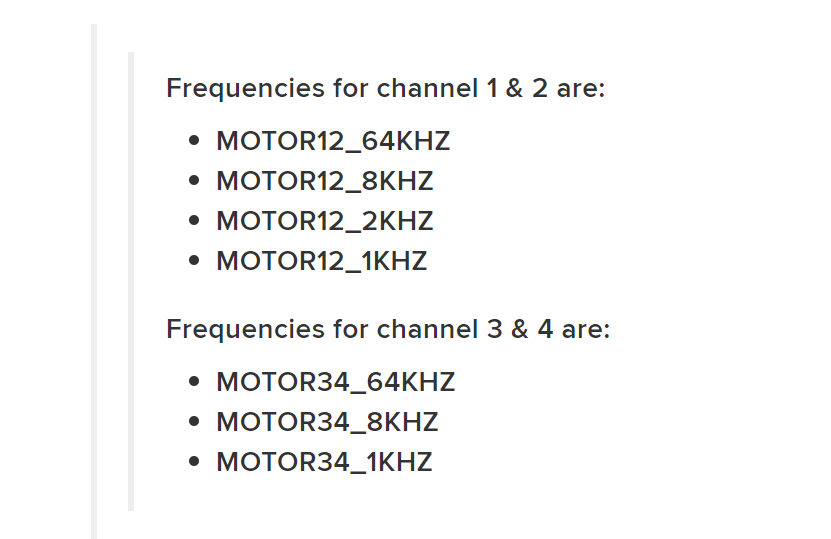 Frequencies for channel 1 & 2 are:
• MOTOR12_64KHZ
• MOTOR12_8KHZ
• MOTOR12_2KHZ
• MOTOR12_1KHZ
Frequencies for channel 3 & 4 are:
• MOTOR34_64KHZ
• MOTOR34_8KHZ
• MOTOR34_1KHZ